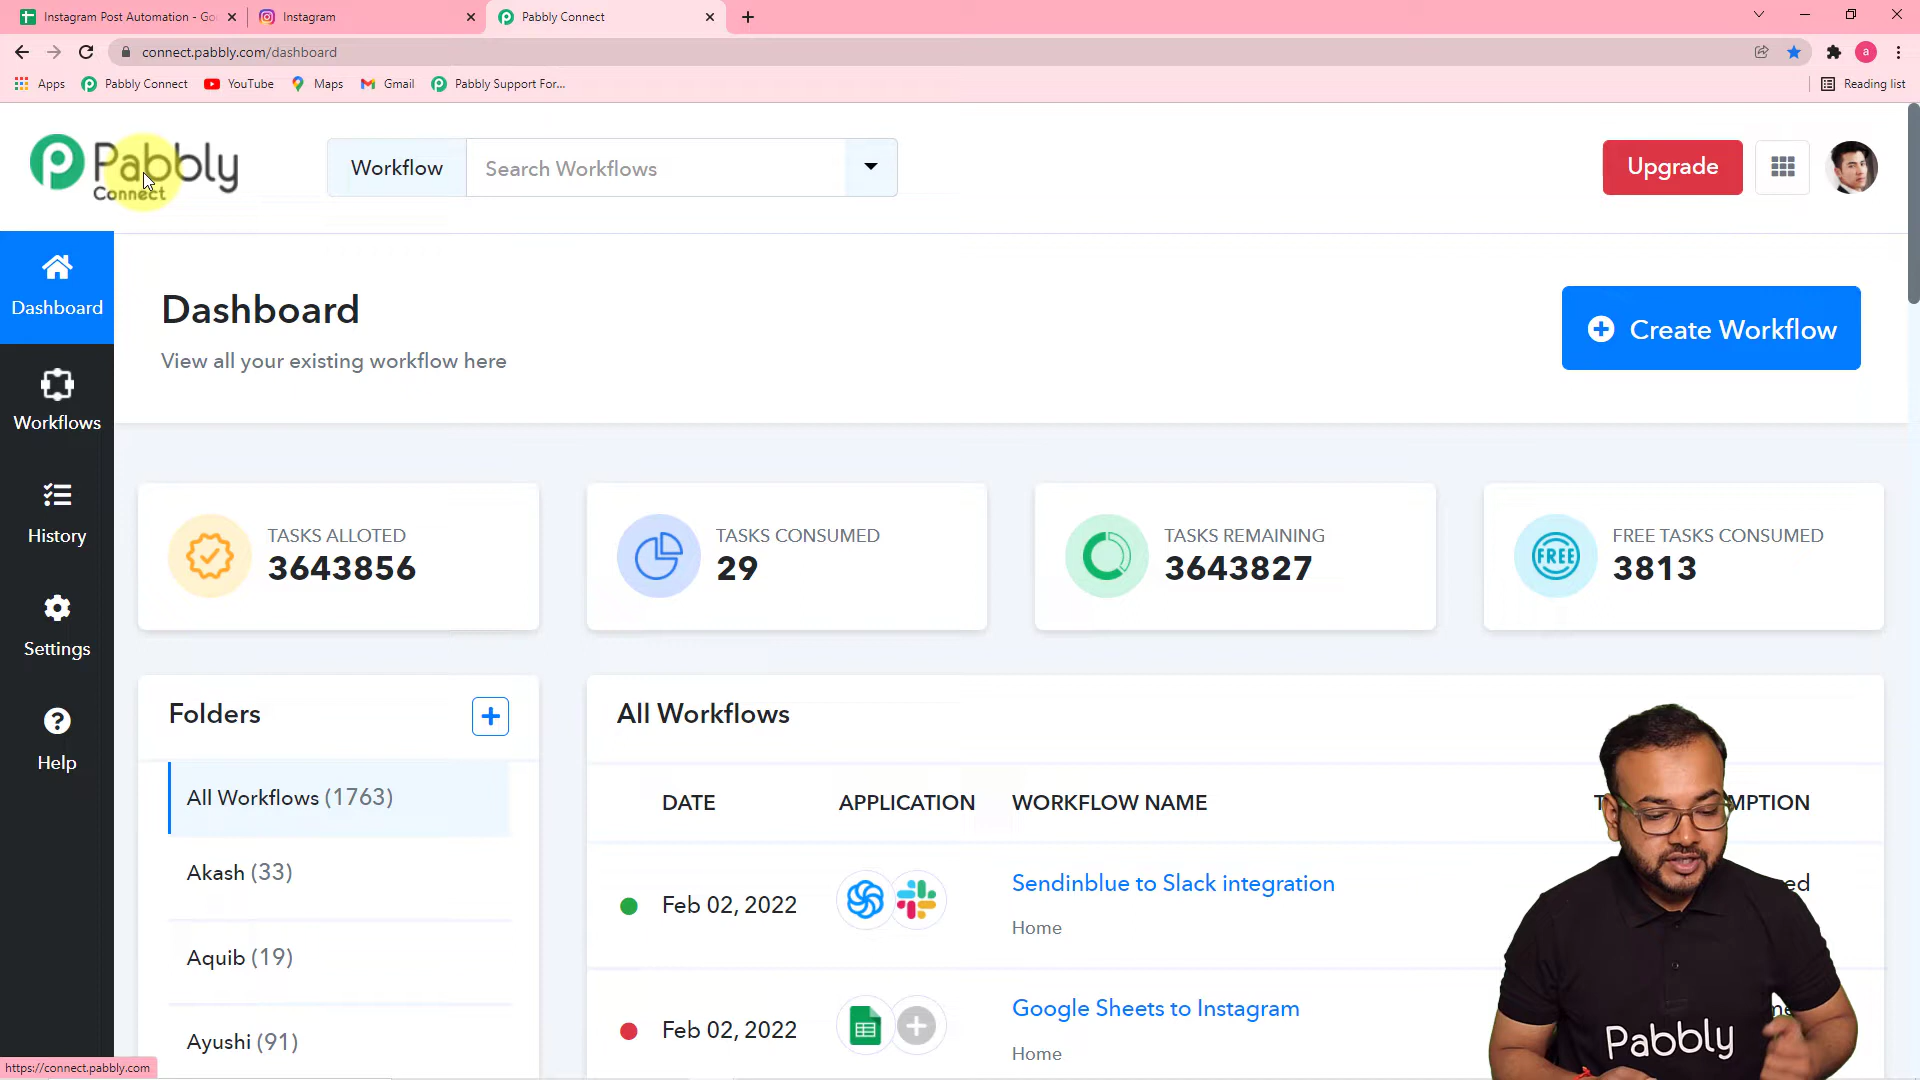 Instagram Post Automation - Go
Instagram
Pabbly Connect
connect.pabbly.com/dashboard
Apps
Pabbly Connect
YouTube
Maps
Gmail
Pabbly Support For...
Reading list
Pabbly
Connect
Workflow
Search Workflows
Upgrade
Dashboard
Workflows
History
Settings
Help
Dashboard
View all your existing workflow here
Create Workflow
TASKS ALLOTED
3643856
TASKS CONSUMED
29
TASKS REMAINING
3643827
FREE
FREE TASKS CONSUMED
3813
Folders
All Workflows (1763)
Akash (33)
Aquib (19)
Ayushi (91)
All Workflows
DATE
APPLICATION
WORKFLOW NAME
Feb 02, 2022
Sendinblue to Slack integration
Home
Feb 02, 2022
Google Sheets to Instagram
Home
Pabbly
https://connect.pabbly.com